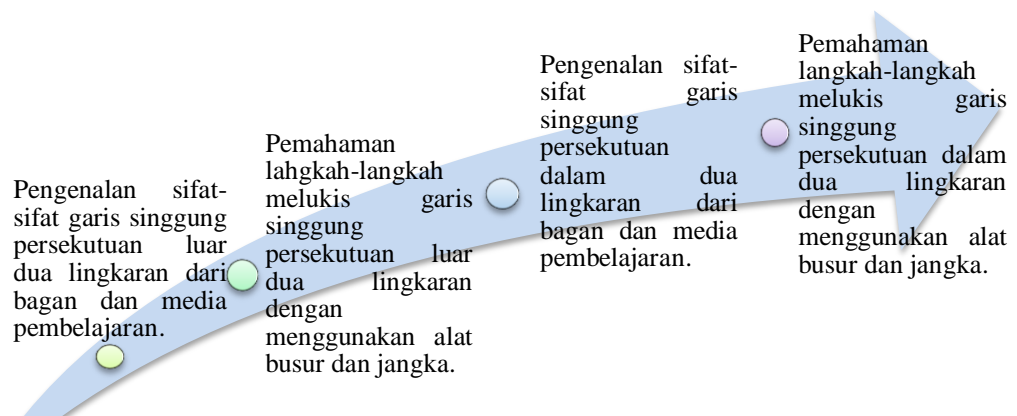 Pengenalan sifat-
sifat garis singgung
persekutuan luar
dua lingkaran dari
bagan dan media
pembelajaran.
Pemahaman
lahgkah-langkah
melukis garis
singgung
persekutuan luar
dua lingkaran
dengan
menggunakan alat
busur dan jangka.
Pengenalan sifat-
sifat garis
singgung
persekutuan
dalam dua
lingkaran dari
bagan dan media
pembelajaran.
Pemahaman
langkah-langkah
melukis garis
singgung
persekutuan dalam
dua lingkaran
dengan
menggunakan alat
busur dan jangka.